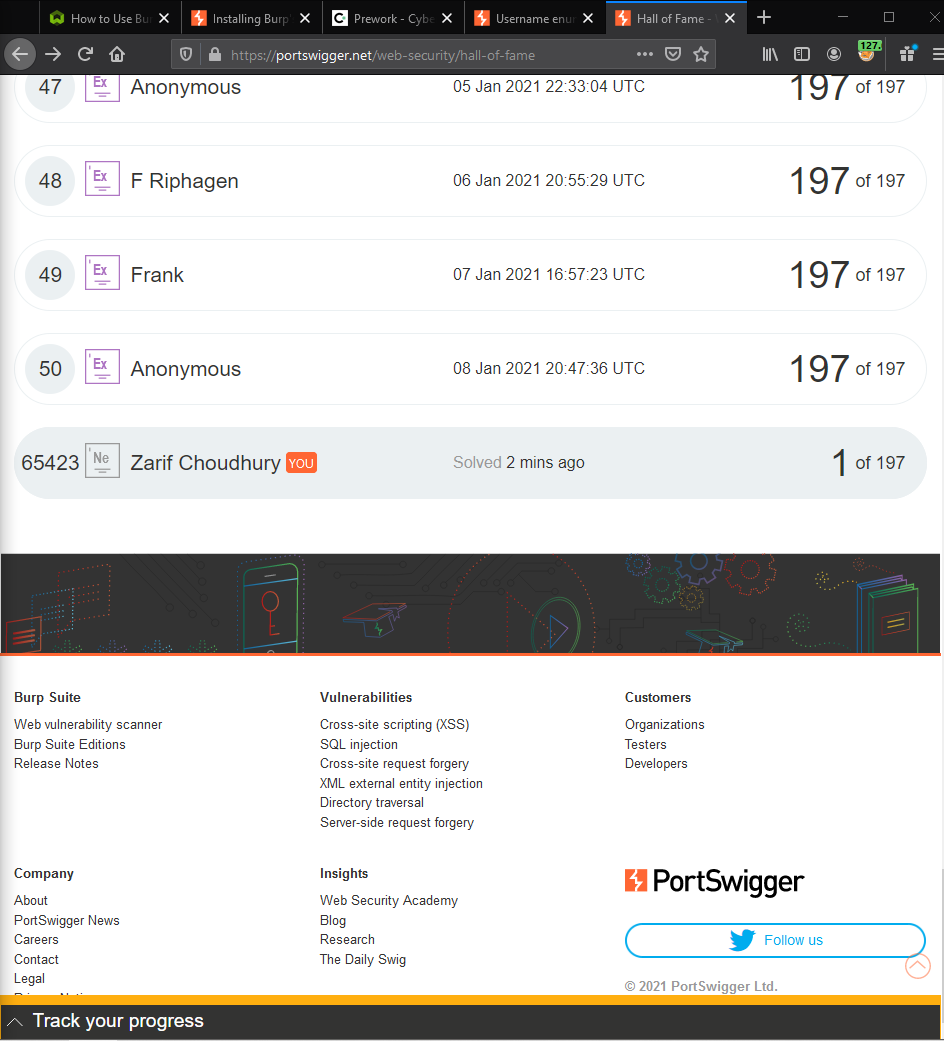 How to Use Bu
Installing Burp
Prework - Cybe
Username enu
Hall of Fame -
https://portswigger.net/web-security/hall-of-fame
127.
47 Ex Anonymous 05 Jan 2021 22:33:04 UTC 197 of 197
48 Ex F Riphagen 06 Jan 2021 20:55:29 UTC 197 of 197
49 Ex Frank 07 Jan 2021 16:57:23 UTC 197 of 197
50 Ex Anonymous 08 Jan 2021 20:47:36 UTC 197 of 197
65423 Ne Zarif Choudhury YOU Solved 2 mins ago 1 of 197
Burp Suite
Web vulnerability scanner
Burp Suite Editions
Release Notes
Vulnerabilities
Cross-site scripting (XSS)
SQL injection
Cross-site request forgery
XML external entity injection
Directory traversal
Server-side request forgery
Customers
Organizations
Testers
Developers
Company
About
PortSwigger News
Careers
Contact
Legal
Insights
Web Security Academy
Blog
Research
The Daily Swig
PortSwigger
Follow us
© 2021 PortSwigger Ltd.
Track your progress